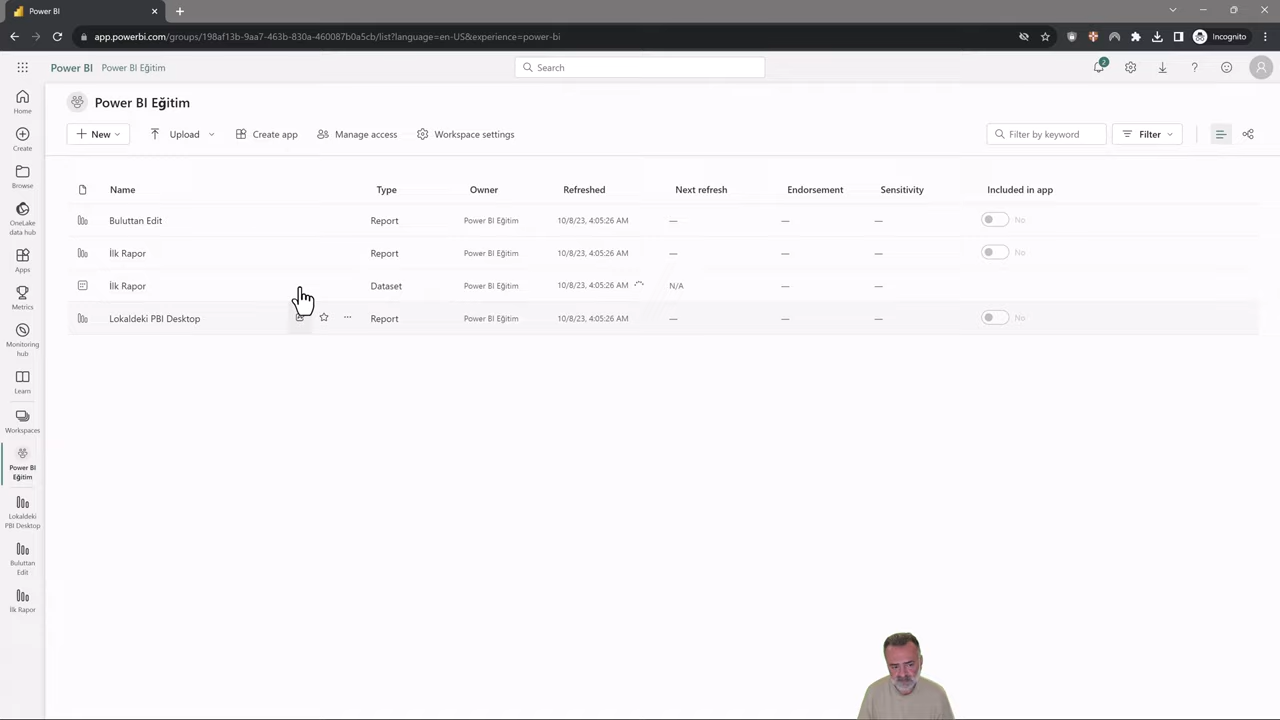 Power BI
app.powerbi.com/groups/198af13b-9aa7-463b-830a-460087b0a5cb/list?language=en-US&experience=power-bi
Incognito
Power BI Power BI Eğitim
Search
2
Power BI Eğitim
New Upload Create app Manage access Workspace settings
Filter by keyword Filter
Home
Create
Browse
OneLake
data hub
Apps
Metrics
Monitoring
hub
Learn
Workspaces
Power BI
Eğitim
Lokaldeki
PBI Desktop
Buluttan
Edit
İlk Rapor
Name Type Owner Refreshed Next refresh Endorsement Sensitivity Included in app
Buluttan Edit Report Power BI Eğitim 10/8/23, 4:05:26 AM — — — No
İlk Rapor Report Power BI Eğitim 10/8/23, 4:05:26 AM — — — No
İlk Rapor Dataset Power BI Eğitim 10/8/23, 4:05:26 AM N/A — —
Lokaldeki PBI Desktop Report Power BI Eğitim 10/8/23, 4:05:26 AM — — — No